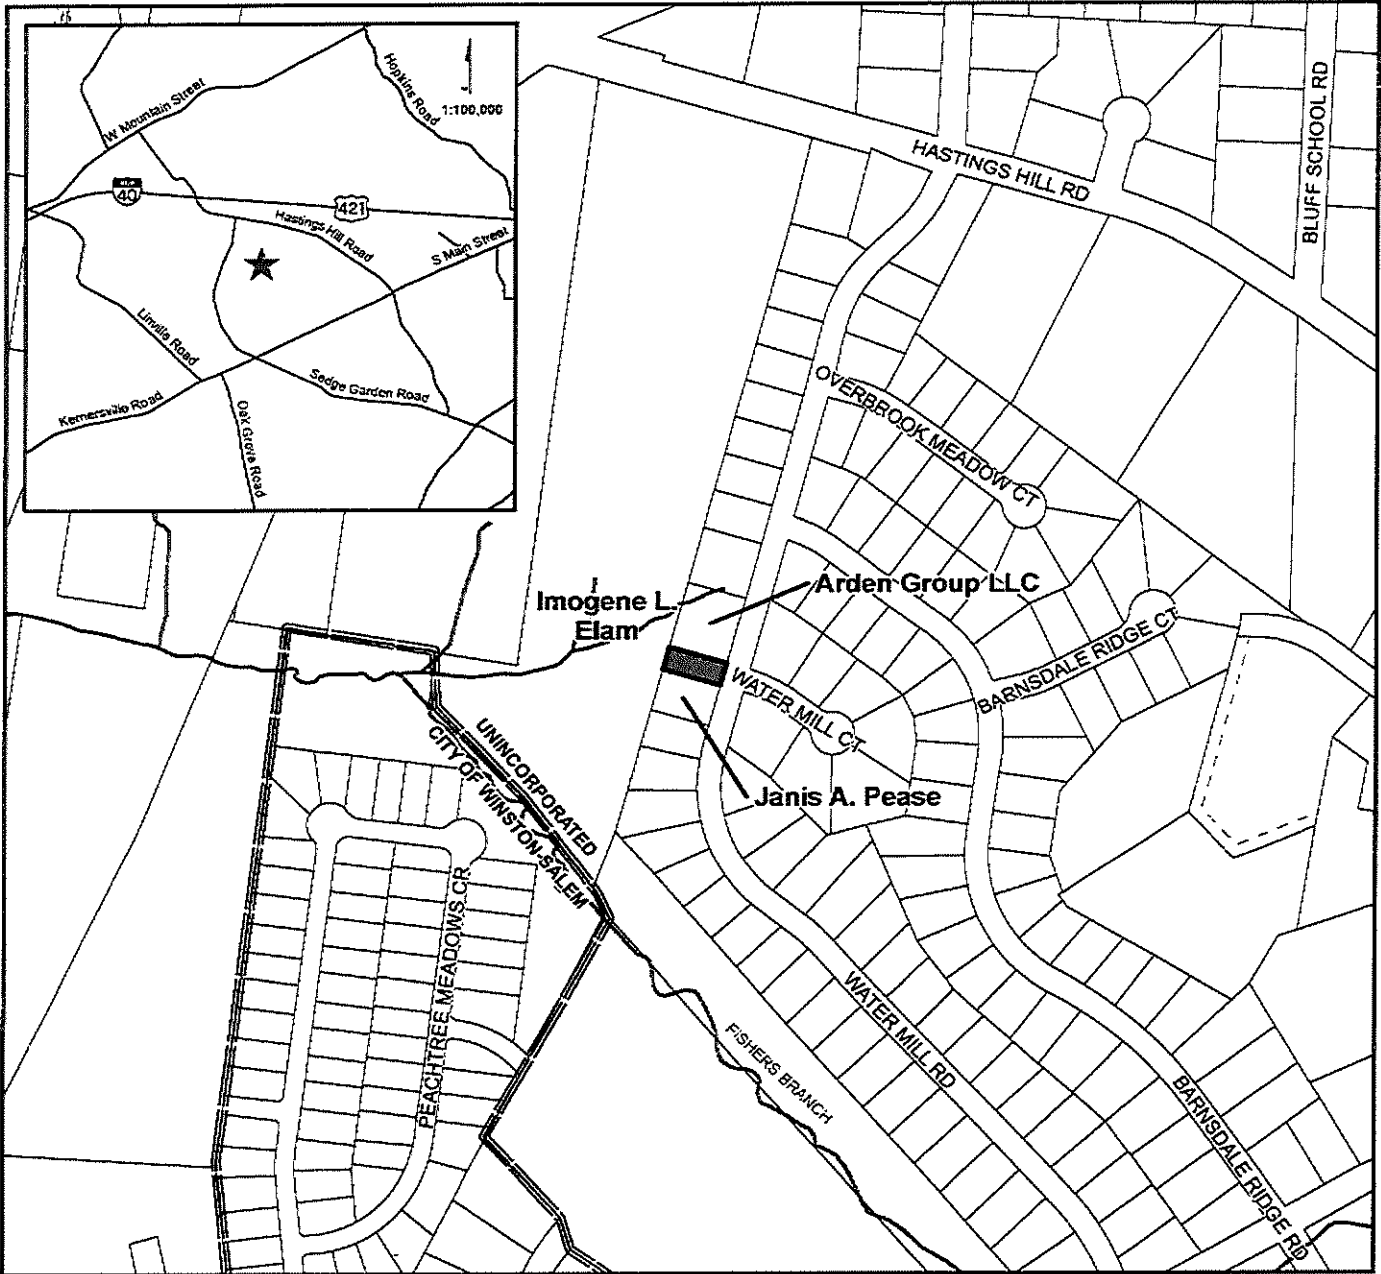 Hopkins Road
1:100,000
W Mountain Street
40
421
Hastings Hill Road
S Main Street
Linville Road
Sedge Garden Road
Kernersville Road
Oak Grove Road
HASTINGS HILL RD
BLUFF SCHOOL RD
OVERBROOK MEADOW CT
Imogene L.
Elam
Arden Group LLC
BARNSDALE RIDGE CT
WATER MILL CT
UNINCORPORATED
CITY OF WINSTON-SALEM
Janis A. Pease
PEACHTREE MEADOWS CR
WATER MILL RD
FISHERS BRANCH
BARNSDALE RIDGE RD